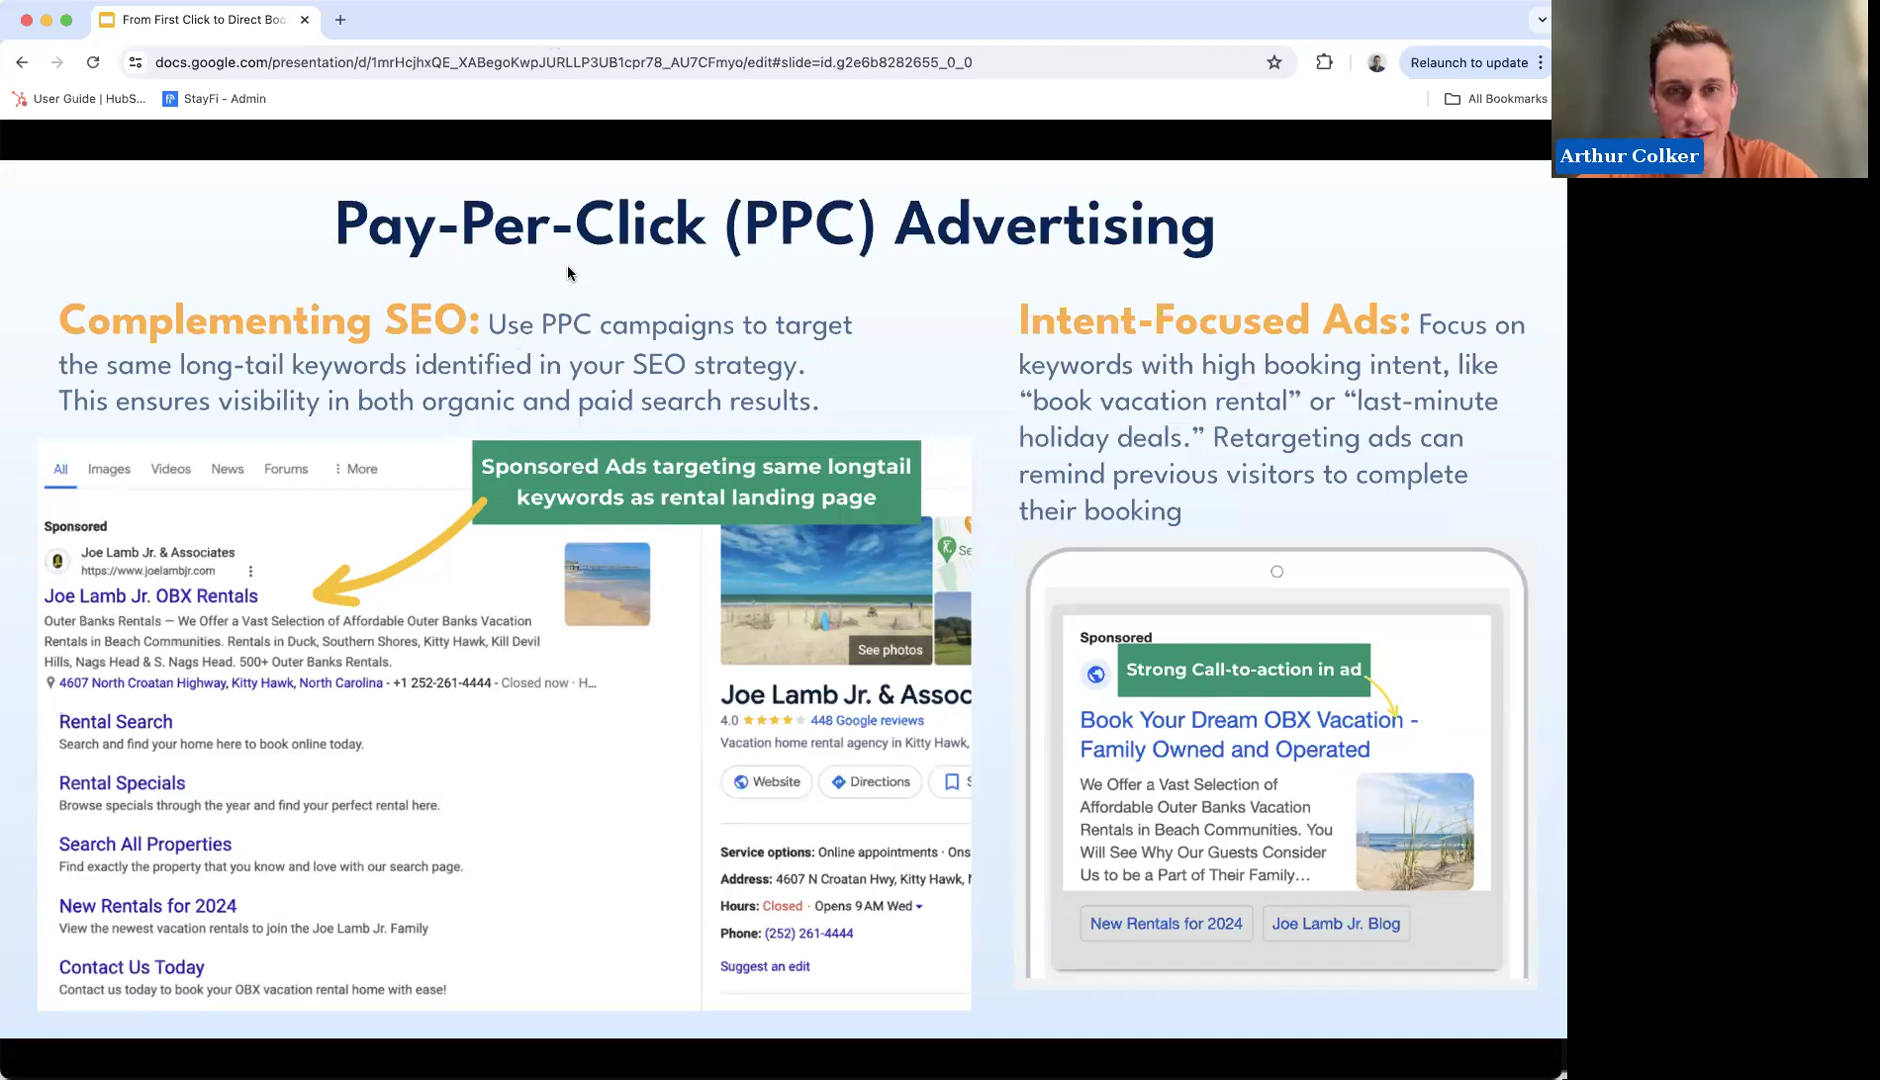 From First Click to Direct Boo
docs.google.com/presentation/d/1mrHcjhxQE_XABegoKwpJURLLP3UB1cpr78_AU7CFmyo/edit#slide=id.g2e6b8282655_0_0
Relaunch to update
User Guide | HubS...
StayFi - Admin
All Bookmarks
Arthur Colker
Pay-Per-Click (PPC) Advertising
Complementing SEO: Use PPC campaigns to target
the same long-tail keywords identified in your SEO strategy.
This ensures visibility in both organic and paid search results.
All Images Videos News Forums More
Sponsored Ads targeting same longtail
keywords as rental landing page
Sponsored
Joe Lamb Jr. & Associates
https://www.joelambjr.com
Joe Lamb Jr. OBX Rentals
Outer Banks Rentals — We Offer a Vast Selection of Affordable Outer Banks Vacation
Rentals in Beach Communities. Rentals in Duck, Southern Shores, Kitty Hawk, Kill Devil
Hills, Nags Head & S. Nags Head. 500+ Outer Banks Rentals.
4607 North Croatan Highway, Kitty Hawk, North Carolina - +1 252-261-4444 - Closed now · H...
Rental Search
Search and find your home here to book online today.
Rental Specials
Browse specials through the year and find your perfect rental here.
Search All Properties
Find exactly the property that you know and love with our search page.
New Rentals for 2024
View the newest vacation rentals to join the Joe Lamb Jr. Family
Contact Us Today
Contact us today to book your OBX vacation rental home with ease!
Se
See photos
Joe Lamb Jr. & Assoc
4.0 448 Google reviews
Vacation home rental agency in Kitty Hawk,
Website
Directions
S
Service options: Online appointments · Ons
Address: 4607 N Croatan Hwy, Kitty Hawk, N
Hours: Closed · Opens 9 AM Wed
Phone: (252) 261-4444
Suggest an edit
Intent-Focused Ads: Focus on
keywords with high booking intent, like
“book vacation rental” or “last-minute
holiday deals.” Retargeting ads can
remind previous visitors to complete
their booking
Sponsored
Strong Call-to-action in ad
Book Your Dream OBX Vacation -
Family Owned and Operated
We Offer a Vast Selection of
Affordable Outer Banks Vacation
Rentals in Beach Communities. You
Will See Why Our Guests Consider
Us to be a Part of Their Family...
New Rentals for 2024
Joe Lamb Jr. Blog